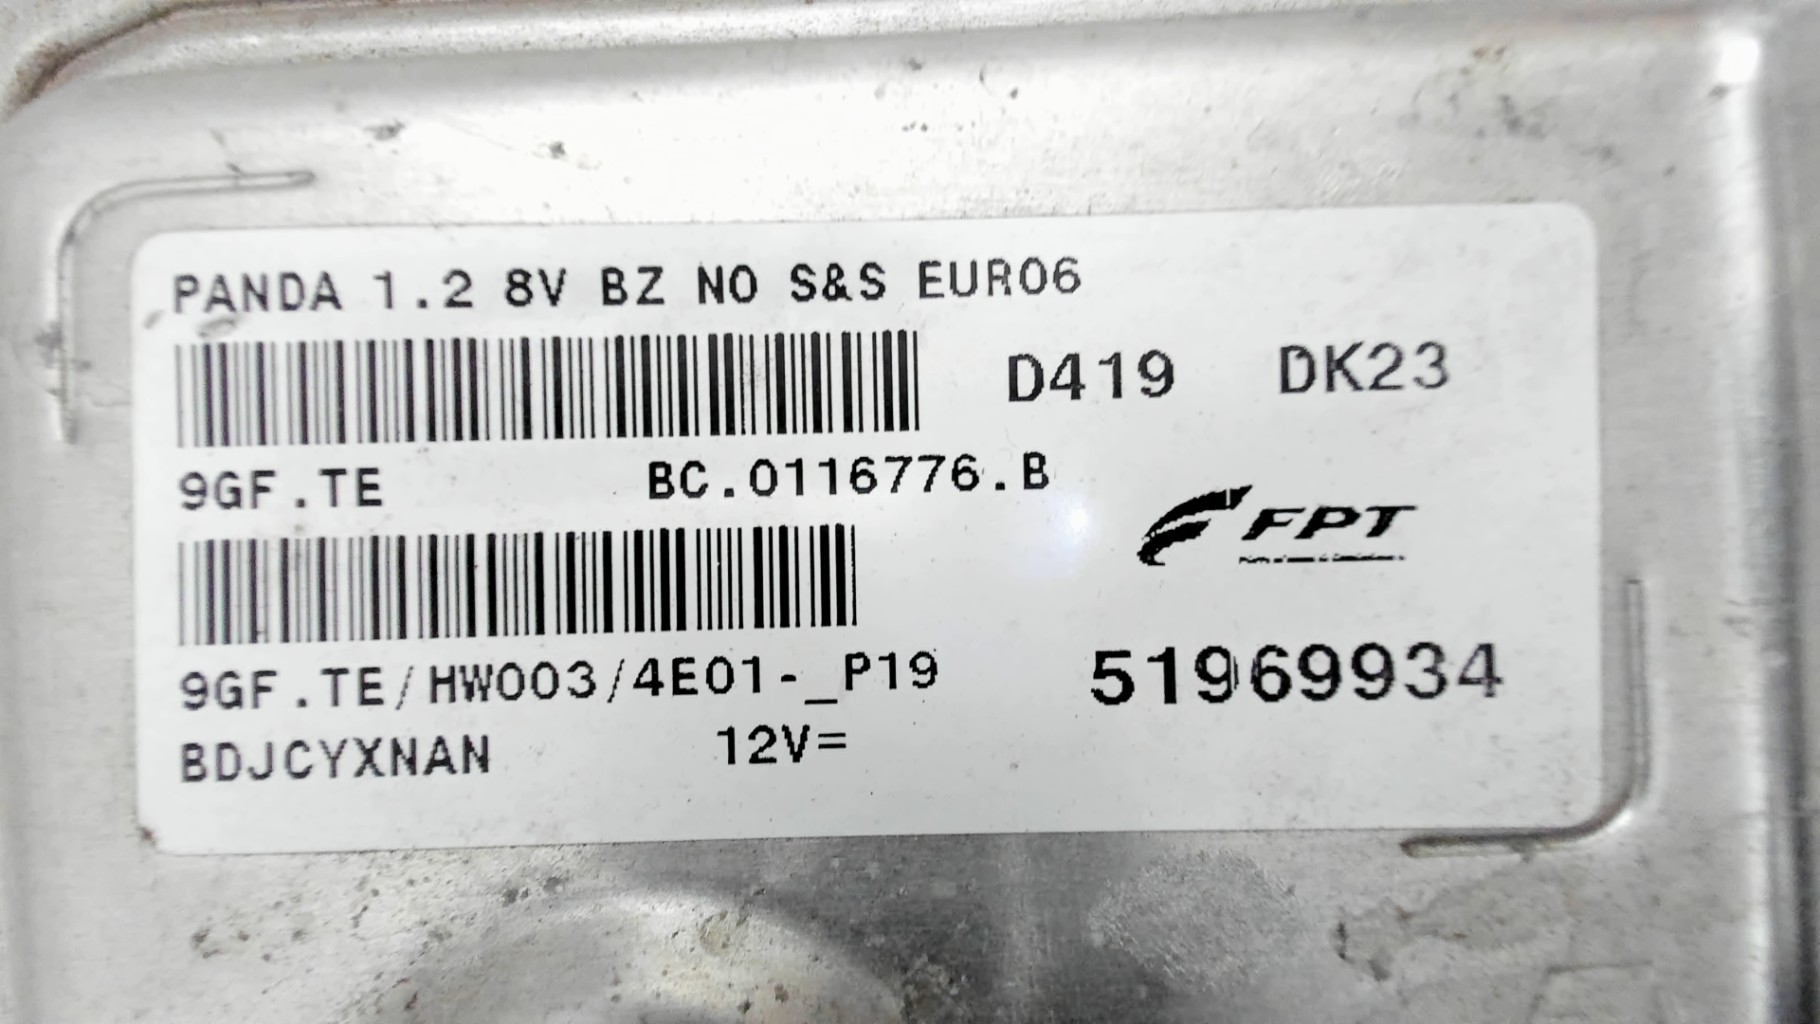 PANDA 1.2 8V BZ NO S&S EURO6
D419 DK23
9GF.TE BC.0116776.B
FPT
9GF.TE/HW003/4E01-_P19
51969934
BDJCYXNAN 12V=